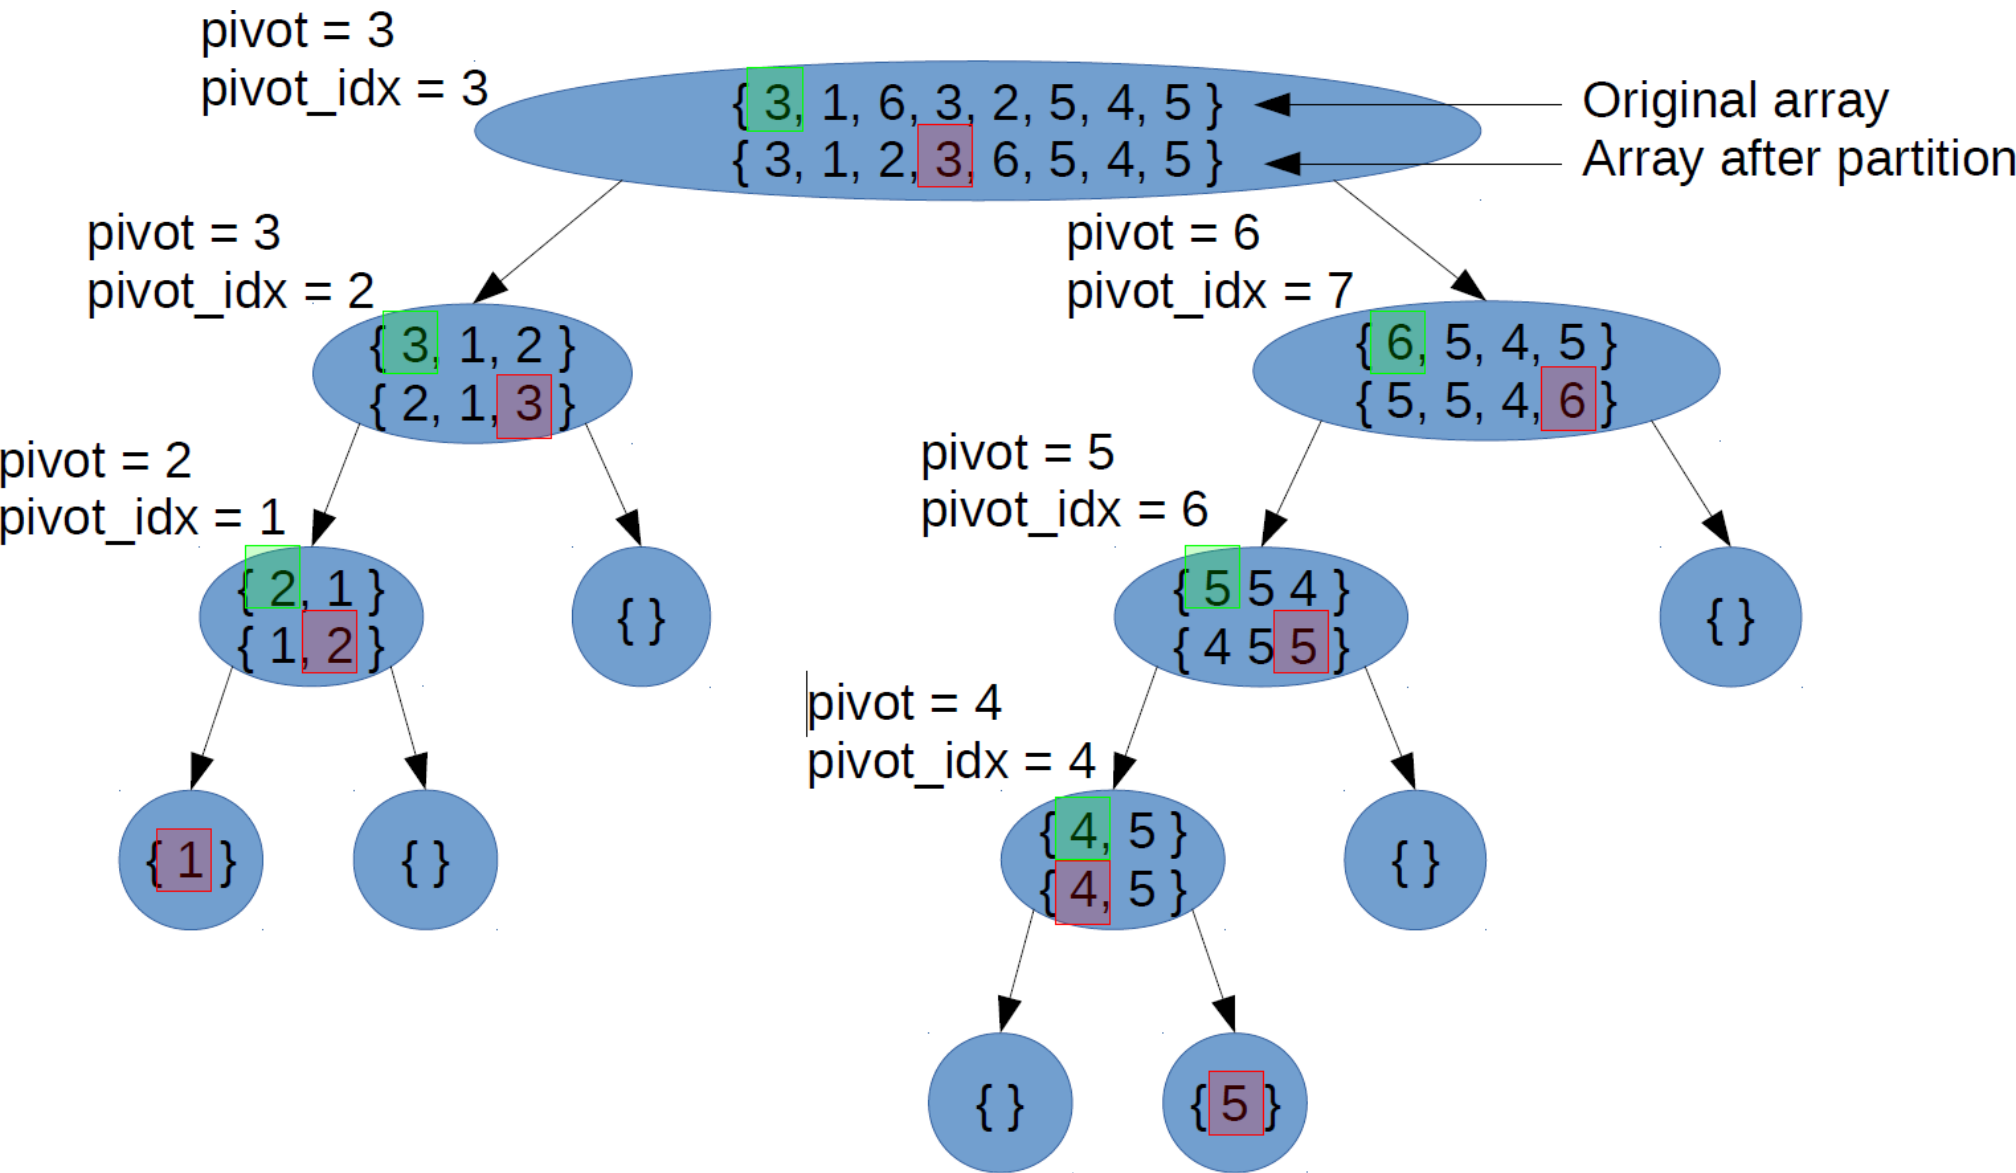 pivot = 3
pivot_idx = 3
{ 3, 1, 6, 3, 2, 5, 4, 5 }
Original array
{ 3, 1, 2, 3, 6, 5, 4, 5 }
Array after partition
pivot = 3
pivot_idx = 2
{ 3, 1, 2 }
{ 2, 1, 3 }
pivot = 6
pivot_idx = 7
{ 6, 5, 4, 5 }
{ 5, 5, 4, 6 }
pivot = 2
pivot_idx = 1
{ 2, 1 }
{ 1, 2 }
{ }
pivot = 5
pivot_idx = 6
{ 5 5 4 }
{ 4 5 5 }
{ }
{ 1 }
{ }
pivot = 4
pivot_idx = 4
{ 4, 5 }
{ 4, 5 }
{ }
{ }
{ 5 }